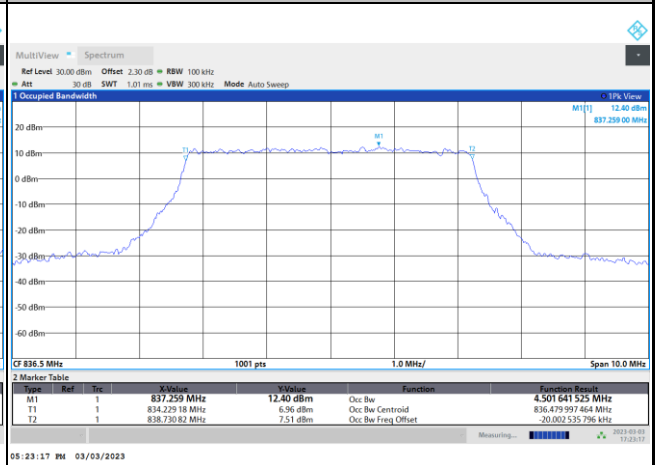 MultiView Spectrum
Ref Level 30.00 dBm Offset 2.30 dB RBW 100 kHz
Att 30 dB SWT 1.01 ms VBW 300 kHz Mode Auto Sweep
1 Occupied Bandwidth 1Pk View
M1[1] 12.40 dBm
837.259 00 MHz
20 dBm
M1
T1 T2
10 dBm
0 dBm
-10 dBm
-20 dBm
-30 dBm
-40 dBm
-50 dBm
-60 dBm
CF 836.5 MHz 1001 pts 1.0 MHz/ Span 10.0 MHz
2 Marker Table
Type Ref Trc X-Value Y-Value Function Function Result
M1 1 837.259 MHz 12.40 dBm Occ Bw 4.501 641 525 MHz
T1 1 834.229 18 MHz 6.96 dBm Occ Bw Centroid 836.479 997 464 MHz
T2 1 838.730 82 MHz 7.51 dBm Occ Bw Freq Offset -20.002 535 796 kHz
Measuring... 2023-03-03
17:23:17
05:23:17 PM 03/03/2023